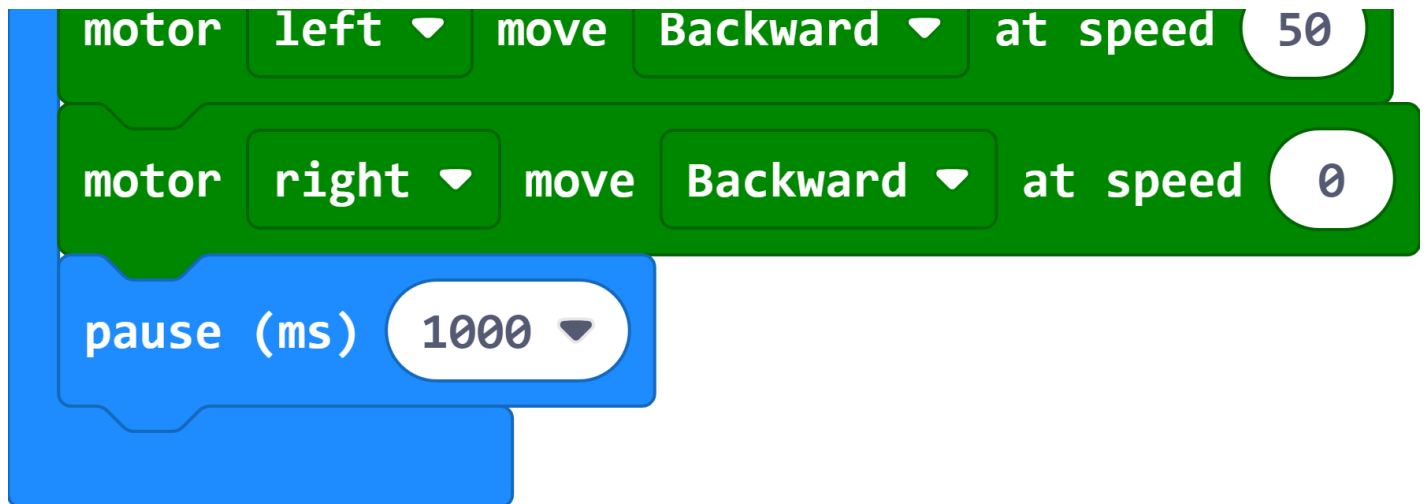 motor left move Backward at speed 50
motor right move Backward at speed 0
pause (ms) 1000